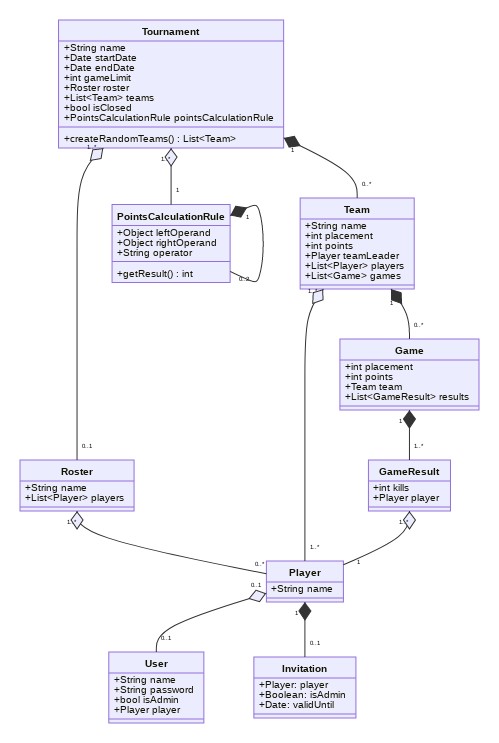 Tournament
+String name
+Date startDate
+Date endDate
+int gameLimit
+Roster roster
+List<Team> teams
+bool isClosed
+PointsCalculationRule pointsCalculationRule
+createRandomTeams() : List<Team>
1..*
1..*
1
1
0..*
PointsCalculationRule
+Object leftOperand
+Object rightOperand
+String operator
+getResult() : int
1
0..2
Team
+String name
+int placement
+int points
+Player teamLeader
+List<Player> players
+List<Game> games
1..*
1
0..*
Game
+int placement
+int points
+Team team
+List<GameResult> results
1
1..*
0..1
Roster
+String name
+List<Player> players
1..*
GameResult
+int kills
+Player player
1..*
0..*
1..*
1
Player
+String name
0..1
1
0..1
0..1
User
+String name
+String password
+bool isAdmin
+Player player
Invitation
+Player: player
+Boolean: isAdmin
+Date: validUntil